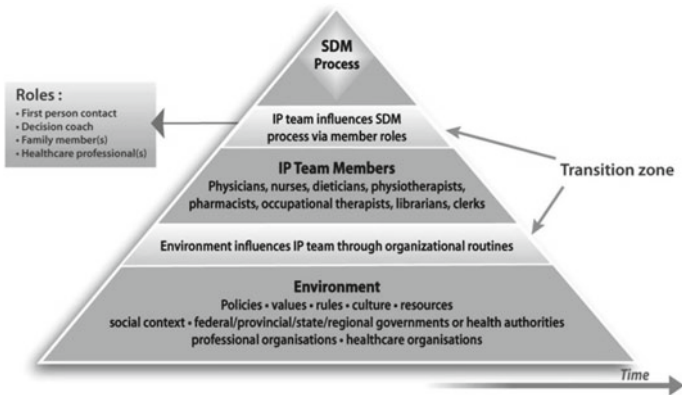 SDM
Process
Roles :
• First person contact
• Decision coach
• Family member(s)
• Healthcare professional(s)
IP team influences SDM
process via member roles
Transition zone
IP Team Members
Physicians, nurses, dieticians, physiotherapists,
pharmacists, occupational therapists, librarians, clerks
Environment influences IP team through organizational routines
Environment
Policies • values • rules • culture • resources
social context • federal/provincial/state/regional governments or health authorities
professional organisations • healthcare organisations
Time